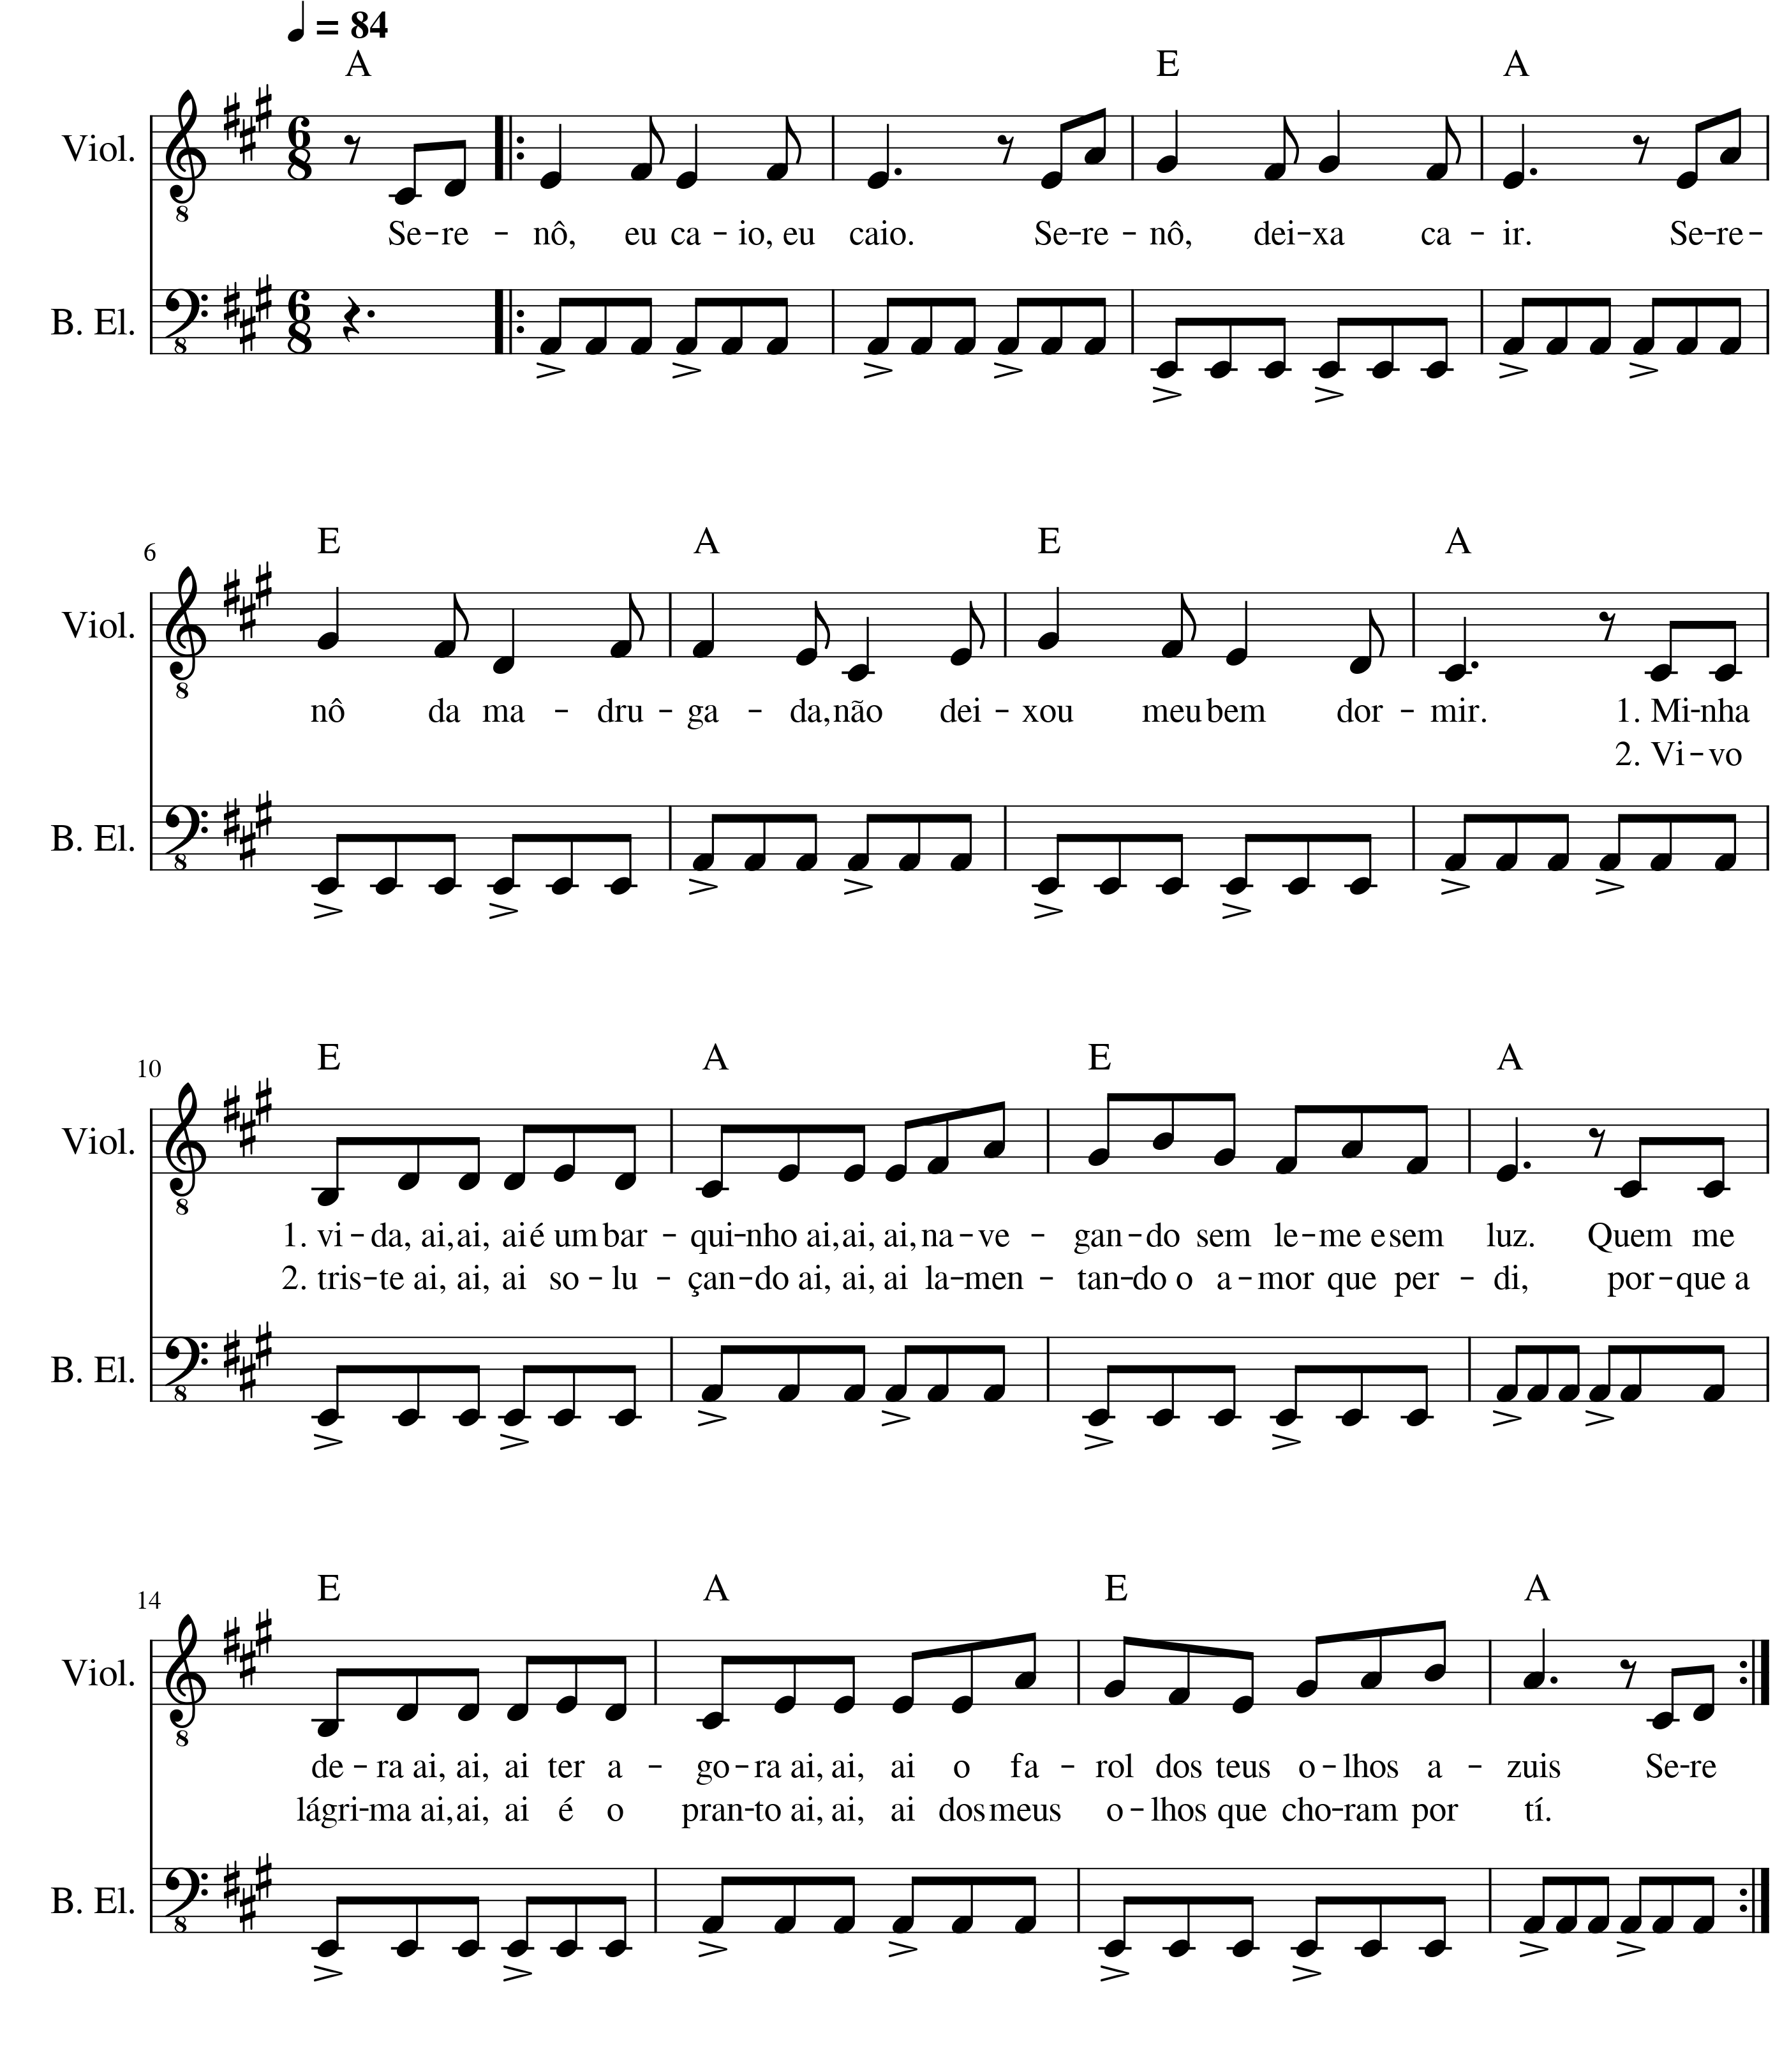 = 84
A E A
Viol.
Se-re-nô, eu ca-io, eu caio. Se-re-nô, dei-xa ca-ir. Se-re-
B. El.
6
E A E A
Viol.
nô da ma-dru-ga-da, não dei-xou meu bem dor-mir. 1. Mi-nha
2. Vi-vo
B. El.
10
E A E A
Viol.
1. vi-da, ai, ai, ai é um bar-qui-nho ai, ai, ai, na-ve-gan-do sem le-me e sem luz. Quem me
2. tris-te ai, ai, ai so-lu-çan-do ai, ai, ai la-men-tan-do o a-mor que per-di, por-que a
B. El.
14
E A E A
Viol.
de-ra ai, ai, ai ter a-go-ra ai, ai, ai o fa-rol dos teus o-lhos a-zuis Se-re
lágri-ma ai, ai, ai é o pran-to ai, ai, ai dos meus o-lhos que cho-ram por tí.
B. El.